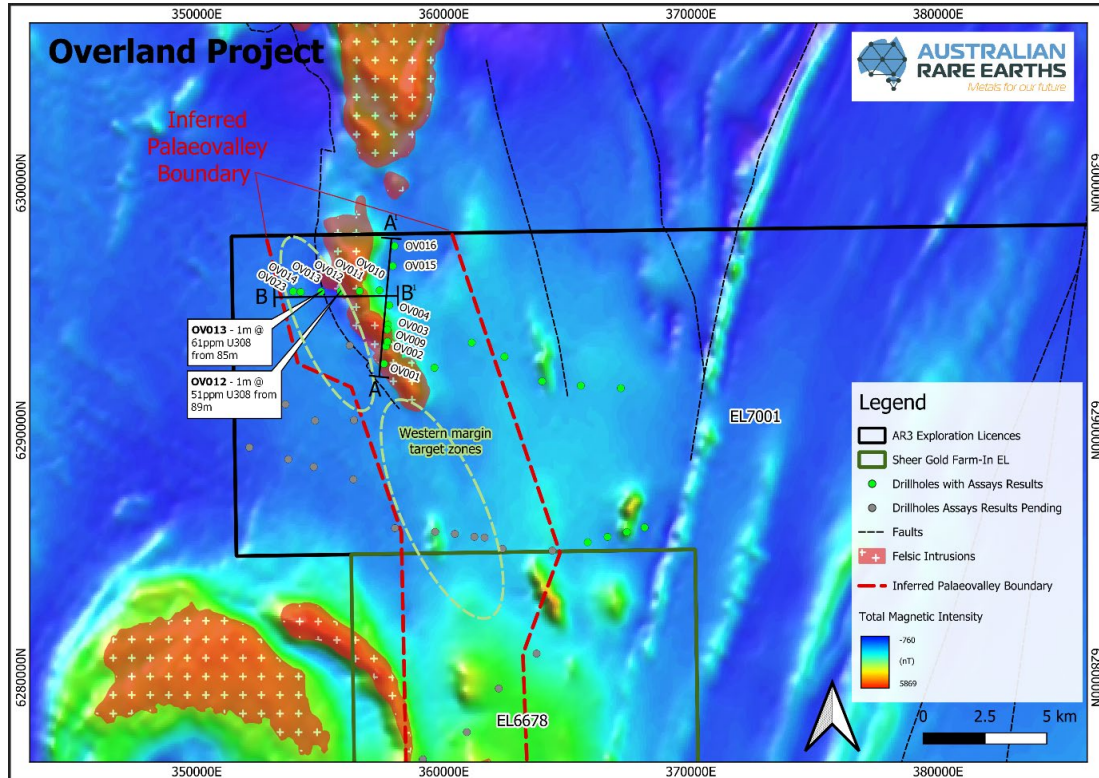 350000E
360000E
370000E
380000E
Overland Project
AUSTRALIAN
RARE EARTHS
Metals for our future
Inferred
Palaeovalley
Boundary
6300000N
6300000N
A'
OV016
OV015
OV010
OV011
OV012
OV013
OV014
OV023
B
B'
OV004
OV003
OV009
OV002
OV001
A
OV013 - 1m @
61ppm U308
from 85m
OV012 - 1m @
51ppm U308 from
89m
Western margin
target zones
EL7001
6290000N
6290000N
Legend
AR3 Exploration Licences
Sheer Gold Farm-In EL
Drillholes with Assays Results
Drillholes Assays Results Pending
Faults
Felsic Intrusions
Inferred Palaeovalley Boundary
Total Magnetic Intensity
-760
(nT)
5869
6280000N
6280000N
EL6678
0 2.5 5 km
350000E
360000E
370000E
380000E